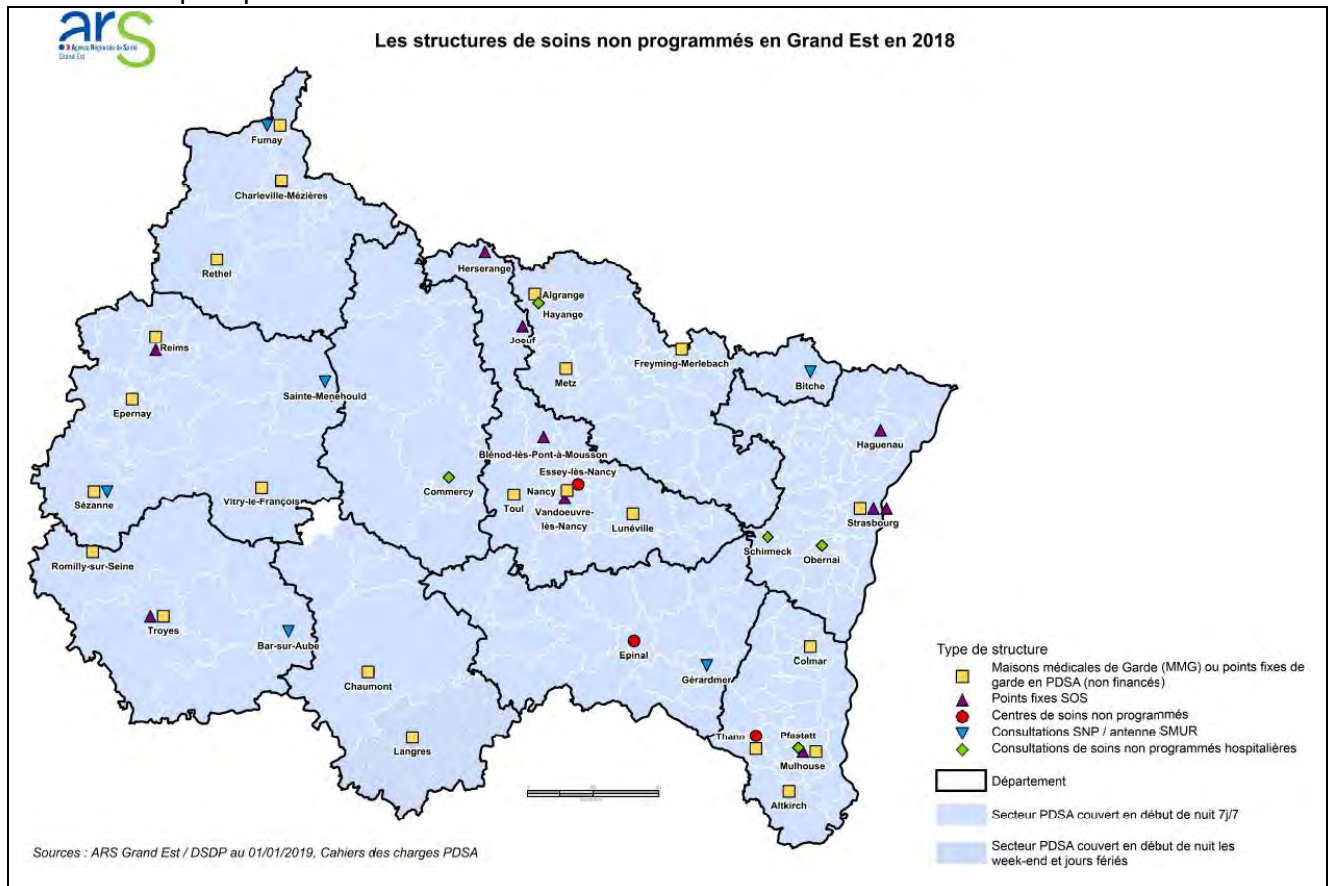 ars
Agence Régionale de Santé
Grand Est
Les structures de soins non programmés en Grand Est en 2018
Fumay
Charleville-Mézières
Rethel
Herserange
Algrange
Hayange
Joeuf
Reims
Freyming-Merlebach
Metz
Bitche
Sainte-Menehould
Epernay
Haguenau
Blénod-lès-Pont-à-Mousson
Essey-lès-Nancy
Commercy
Nancy
Sézanne
Vitry-le-François
Toul
Vandoeuvre-
lès-Nancy
Lunéville
Strasbourg
Schirmeck
Obernai
Romilly-sur-Seine
Troyes
Bar-sur-Aube
Epinal
Colmar
Gérardmer
Chaumont
Langres
Thann
Pfastatt
Mulhouse
Altkirch
Type de structure
Maisons médicales de Garde (MMG) ou points fixes de
garde en PDSA (non financés)
Points fixes SOS
Centres de soins non programmés
Consultations SNP / antenne SMUR
Consultations de soins non programmés hospitalières
Département
Secteur PDSA couvert en début de nuit 7j/7
Secteur PDSA couvert en début de nuit les
week-end et jours fériés
Sources : ARS Grand Est / DSDP au 01/01/2019, Cahiers des charges PDSA